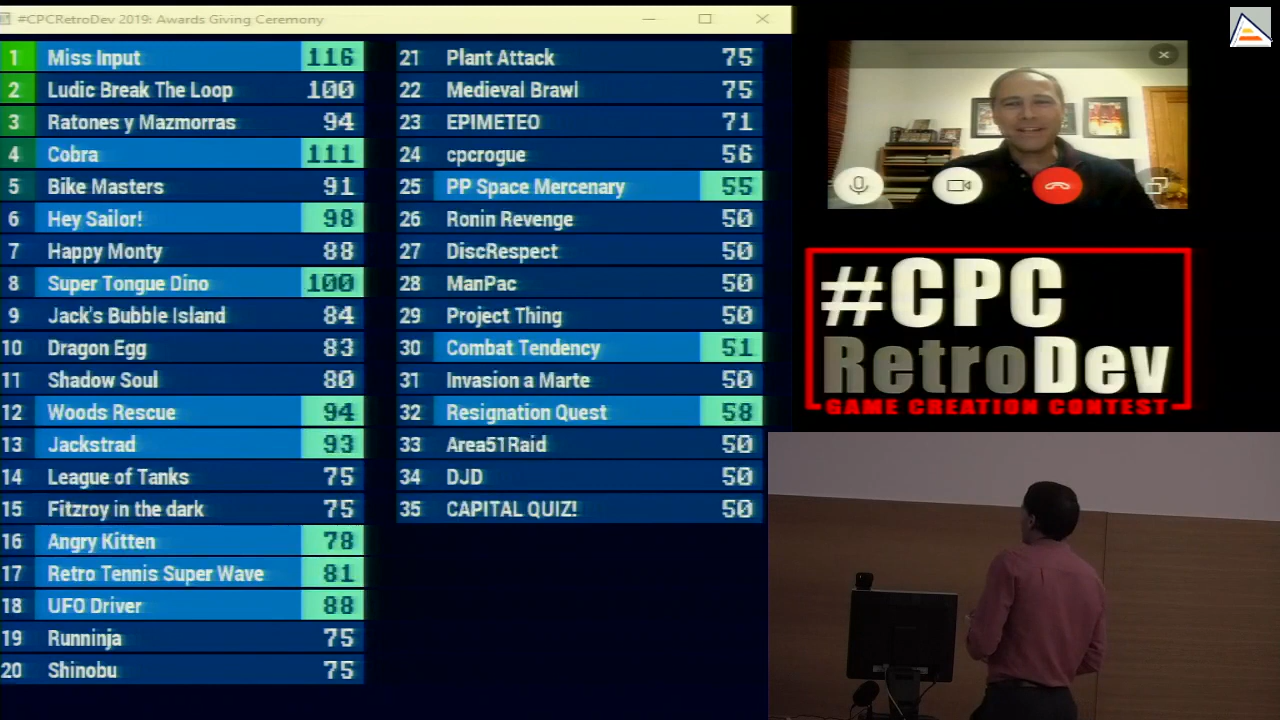 #CPCRetroDev 2019: Awards Giving Ceremony
1 Miss Input 116
2 Ludic Break The Loop 100
3 Ratones y Mazmorras 94
4 Cobra 111
5 Bike Masters 91
6 Hey Sailor! 98
7 Happy Monty 88
8 Super Tongue Dino 100
9 Jack's Bubble Island 84
10 Dragon Egg 83
11 Shadow Soul 80
12 Woods Rescue 94
13 Jackstrad 93
14 League of Tanks 75
15 Fitzroy in the dark 75
16 Angry Kitten 78
17 Retro Tennis Super Wave 81
18 UFO Driver 88
19 Runninja 75
20 Shinobu 75
21 Plant Attack 75
22 Medieval Brawl 75
23 EPIMETEO 71
24 cpcrogue 56
25 PP Space Mercenary 55
26 Ronin Revenge 50
27 DiscRespect 50
28 ManPac 50
29 Project Thing 50
30 Combat Tendency 51
31 Invasion a Marte 50
32 Resignation Quest 58
33 Area51Raid 50
34 DJD 50
35 CAPITAL QUIZ! 50
#CPC
RetroDev
GAME CREATION CONTEST